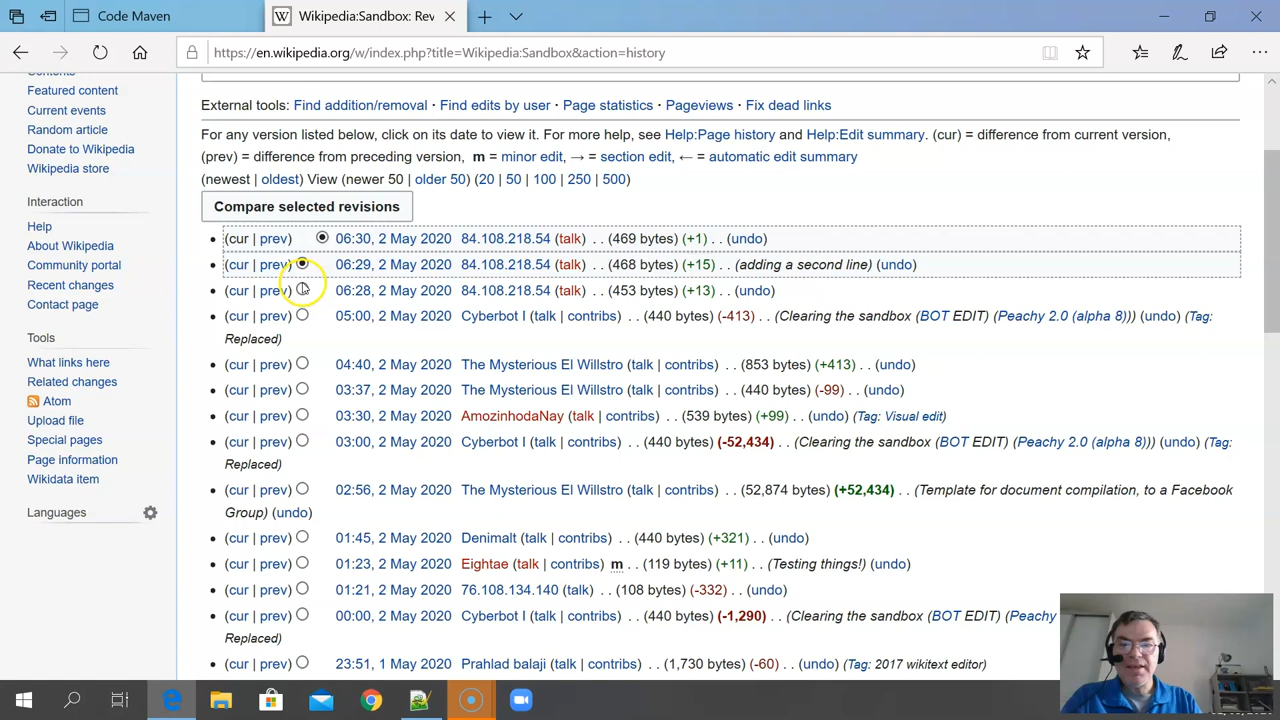 Code Maven
Wikipedia:Sandbox: Rev
https://en.wikipedia.org/w/index.php?title=Wikipedia:Sandbox&action=history
Contents
Featured content
Current events
Random article
Donate to Wikipedia
Wikipedia store
Interaction
Help
About Wikipedia
Community portal
Recent changes
Contact page
Tools
What links here
Related changes
Atom
Upload file
Special pages
Page information
Wikidata item
Languages
External tools: Find addition/removal · Find edits by user · Page statistics · Pageviews · Fix dead links
For any version listed below, click on its date to view it. For more help, see Help:Page history and Help:Edit summary. (cur) = difference from current version,
(prev) = difference from preceding version, m = minor edit, → = section edit, ← = automatic edit summary
(newest | oldest) View (newer 50 | older 50) (20 | 50 | 100 | 250 | 500)
Compare selected revisions
(cur | prev) 06:30, 2 May 2020 84.108.218.54 (talk) . . (469 bytes) (+1) . . (undo)
(cur | prev) 06:29, 2 May 2020 84.108.218.54 (talk) . . (468 bytes) (+15) . . (adding a second line) (undo)
(cur | prev) 06:28, 2 May 2020 84.108.218.54 (talk) . . (453 bytes) (+13) . . (undo)
(cur | prev) 05:00, 2 May 2020 Cyberbot I (talk | contribs) . . (440 bytes) (-413) . . (Clearing the sandbox (BOT EDIT) (Peachy 2.0 (alpha 8))) (undo) (Tag:
Replaced)
(cur | prev) 04:40, 2 May 2020 The Mysterious El Willstro (talk | contribs) . . (853 bytes) (+413) . . (undo)
(cur | prev) 03:37, 2 May 2020 The Mysterious El Willstro (talk | contribs) . . (440 bytes) (-99) . . (undo)
(cur | prev) 03:30, 2 May 2020 AmozinhodaNay (talk | contribs) . . (539 bytes) (+99) . . (undo) (Tag: Visual edit)
(cur | prev) 03:00, 2 May 2020 Cyberbot I (talk | contribs) . . (440 bytes) (-52,434) . . (Clearing the sandbox (BOT EDIT) (Peachy 2.0 (alpha 8))) (undo) (Tag:
Replaced)
(cur | prev) 02:56, 2 May 2020 The Mysterious El Willstro (talk | contribs) . . (52,874 bytes) (+52,434) . . (Template for document compilation, to a Facebook
Group) (undo)
(cur | prev) 01:45, 2 May 2020 Denimalt (talk | contribs) . . (440 bytes) (+321) . . (undo)
(cur | prev) 01:23, 2 May 2020 Eightae (talk | contribs) m . . (119 bytes) (+11) . . (Testing things!) (undo)
(cur | prev) 01:21, 2 May 2020 76.108.134.140 (talk) . . (108 bytes) (-332) . . (undo)
(cur | prev) 00:00, 2 May 2020 Cyberbot I (talk | contribs) . . (440 bytes) (-1,290) . . (Clearing the sandbox (BOT EDIT) (Peachy
Replaced)
(cur | prev) 23:51, 1 May 2020 Prahlad balaji (talk | contribs) . . (1,730 bytes) (-60) . . (undo) (Tag: 2017 wikitext editor)